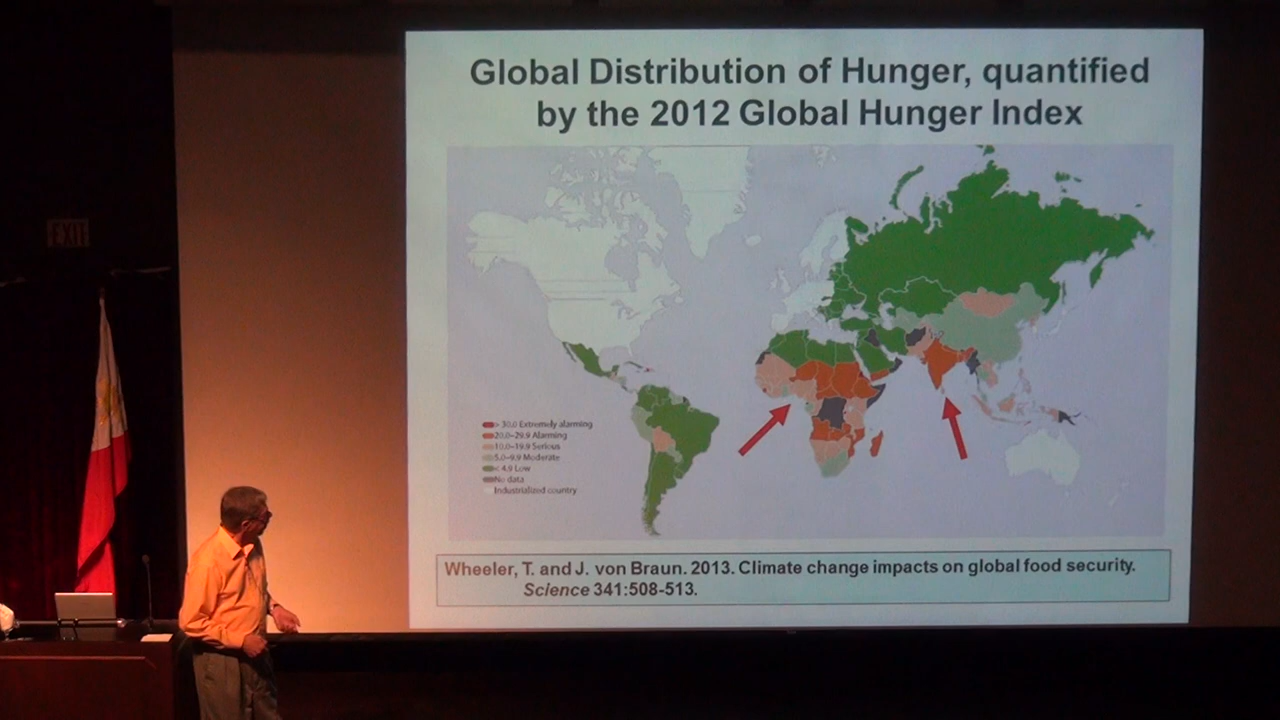 Global Distribution of Hunger, quantified
by the 2012 Global Hunger Index
EXIT
> 30.0 Extremely alarming
20.0–29.9 Alarming
10.0–19.9 Serious
5.0–9.9 Moderate
< 4.9 Low
No data
Industrialized country
Wheeler, T. and J. von Braun. 2013. Climate change impacts on global food security.
Science 341:508-513.